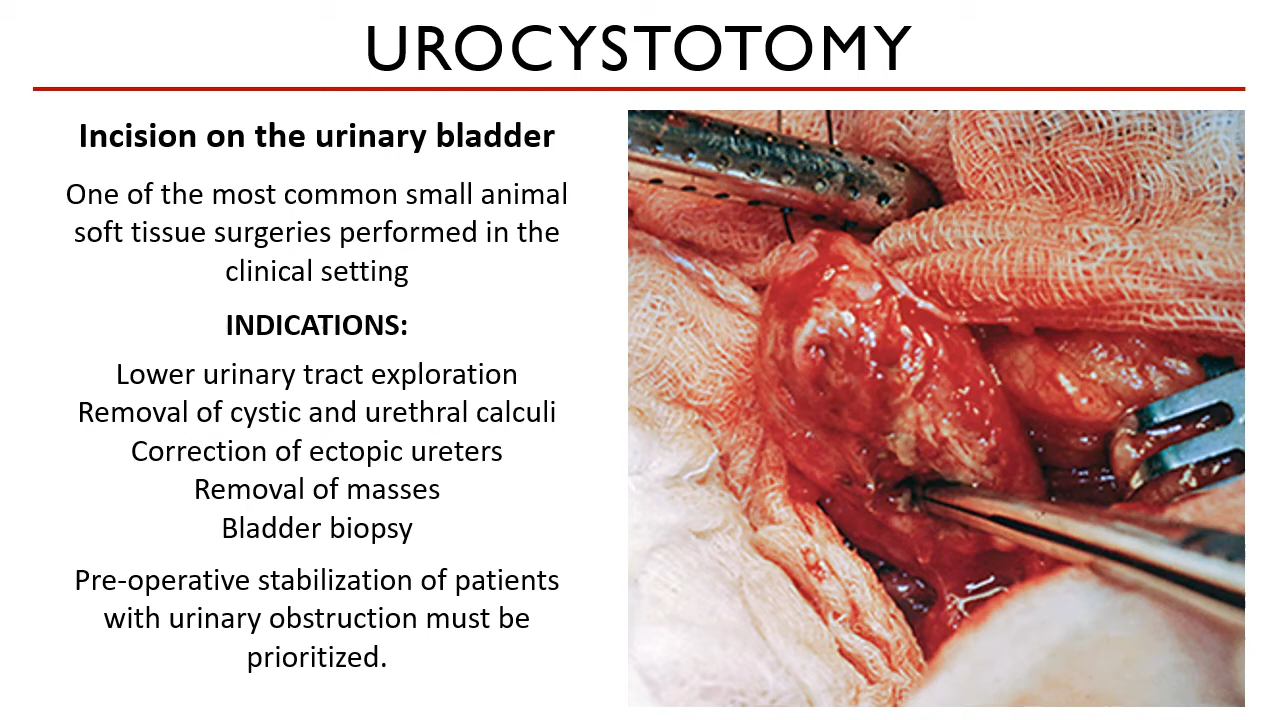 UROCYSTOTOMY
Incision on the urinary bladder
One of the most common small animal
soft tissue surgeries performed in the
clinical setting
INDICATIONS:
Lower urinary tract exploration
Removal of cystic and urethral calculi
Correction of ectopic ureters
Removal of masses
Bladder biopsy
Pre-operative stabilization of patients
with urinary obstruction must be
prioritized.